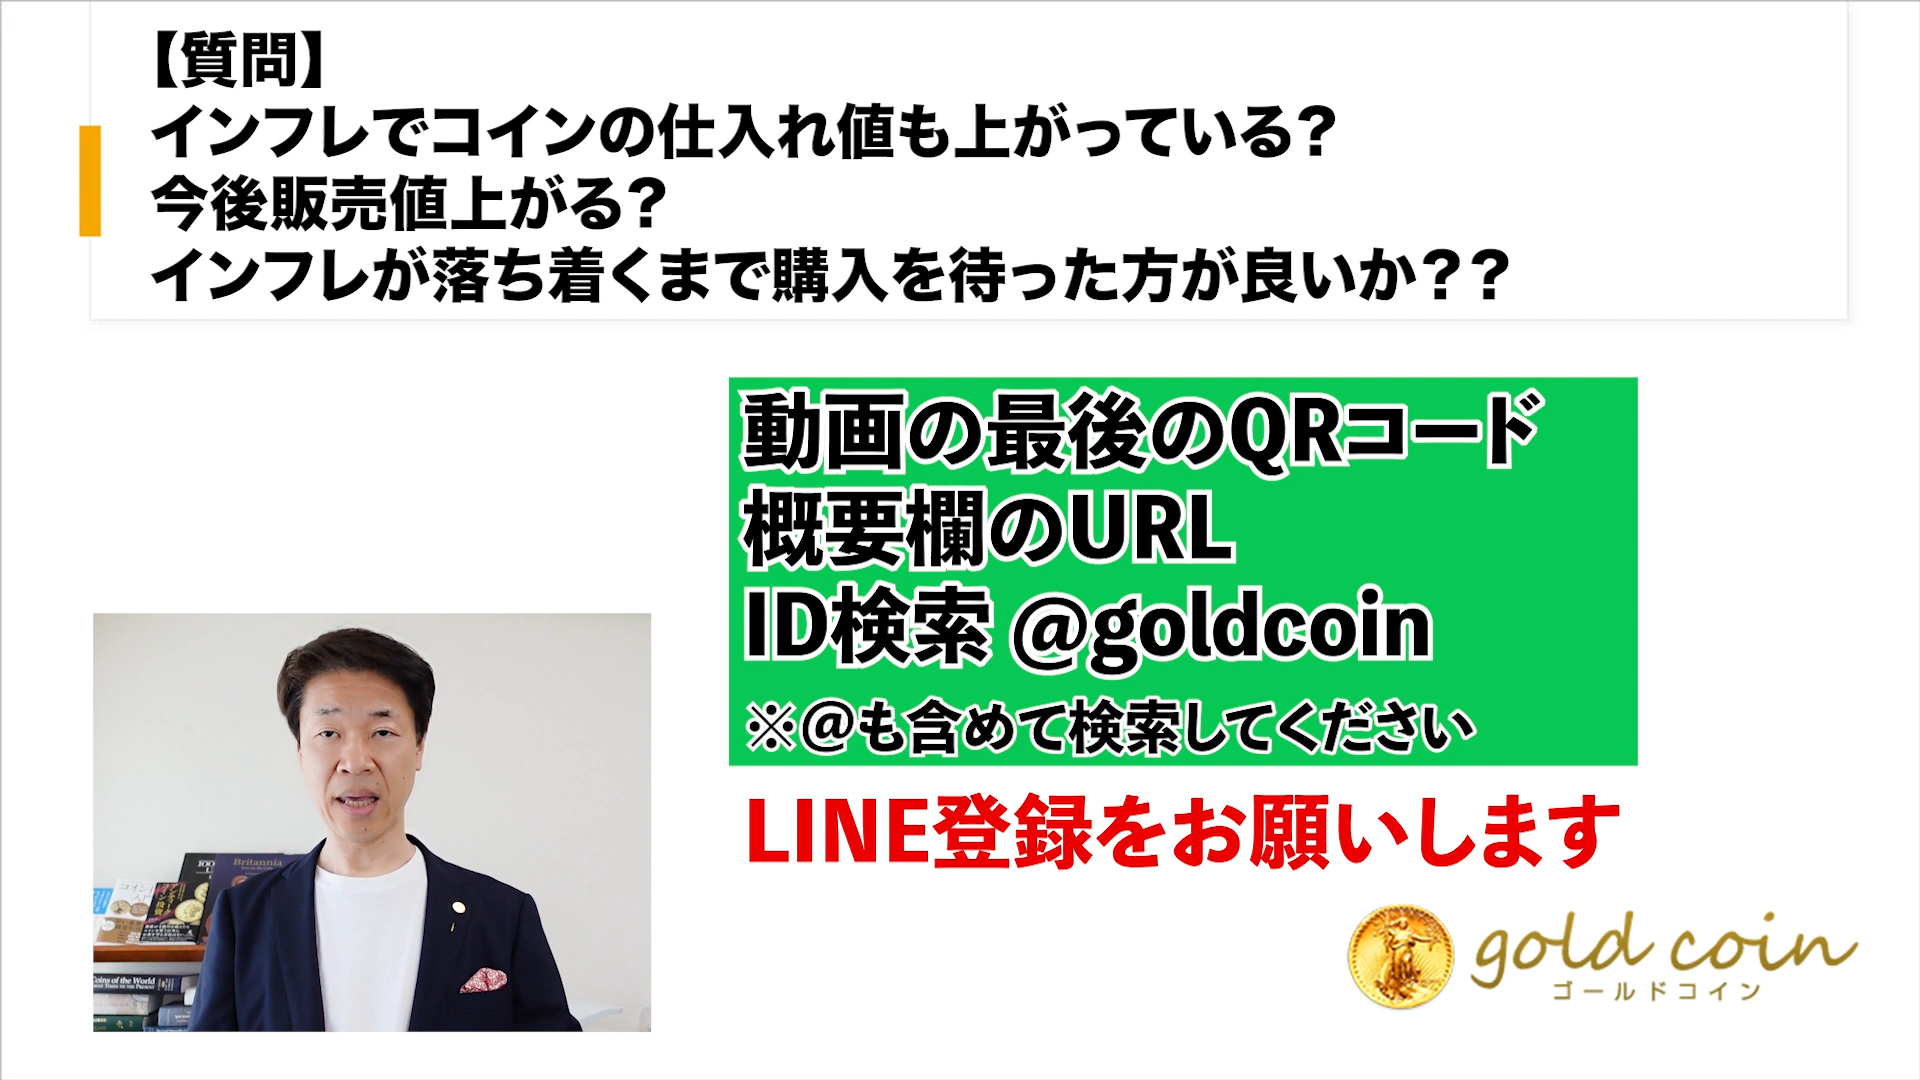 【質問】
インフレでコインの仕入れ値も上がっている？
今後販売値上がる？
インフレが落ち着くまで購入を待った方が良いか？？
動画の最後のQRコード
概要欄のURL
ID検索 @goldcoin
※@も含めて検索してください
LINE登録をお願いします
gold coin
ゴールドコイン
Britannia
Coins of the World